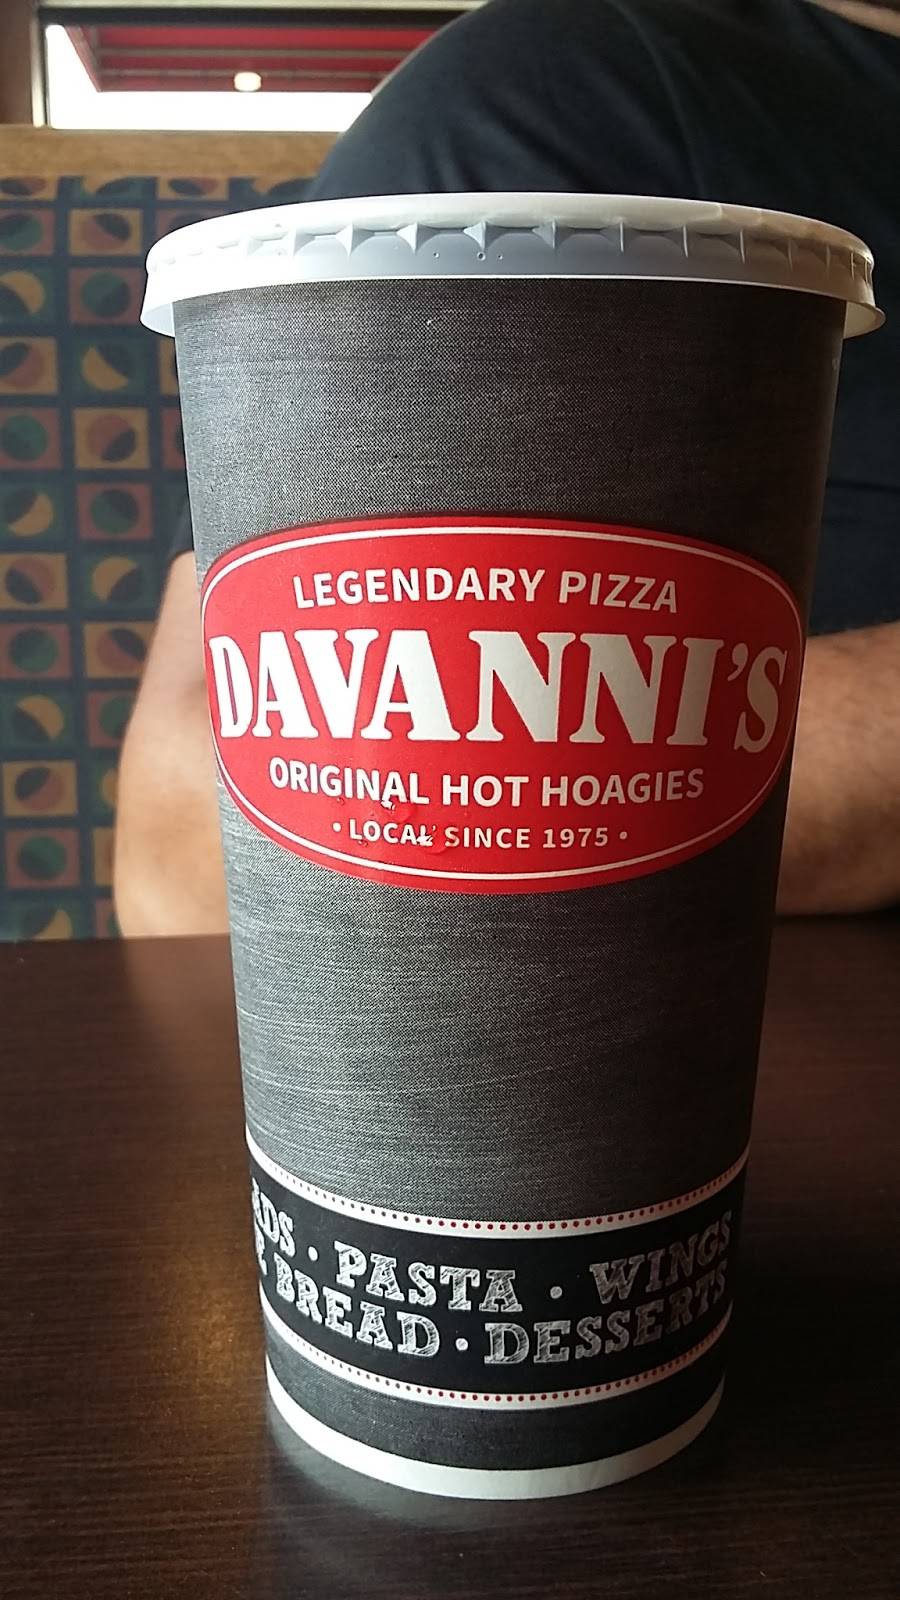 LEGENDARY PIZZA
DAVANNI'S
ORIGINAL HOT HOAGIES
• LOCAL SINCE 1975 •
· PASTA · WINGS
BREAD · DESSERTS